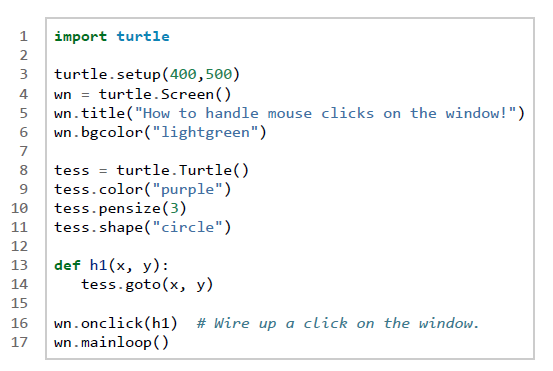 1 import turtle
2
3 turtle.setup(400,500)
4 wn = turtle.Screen()
5 wn.title("How to handle mouse clicks on the window!")
6 wn.bgcolor("lightgreen")
7
8 tess = turtle.Turtle()
9 tess.color("purple")
10 tess.pensize(3)
11 tess.shape("circle")
12
13 def h1(x, y):
14    tess.goto(x, y)
15
16 wn.onclick(h1)  # Wire up a click on the window.
17 wn.mainloop()